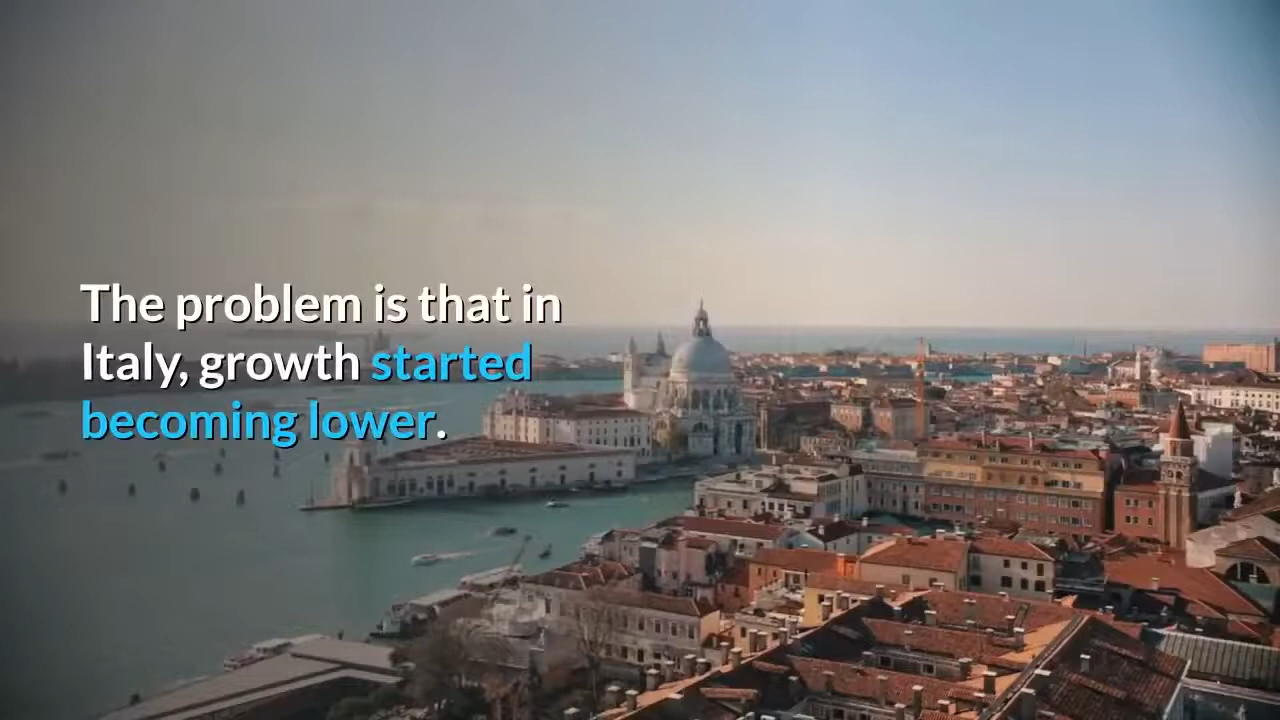 The problem is that in
Italy, growth started
becoming lower.